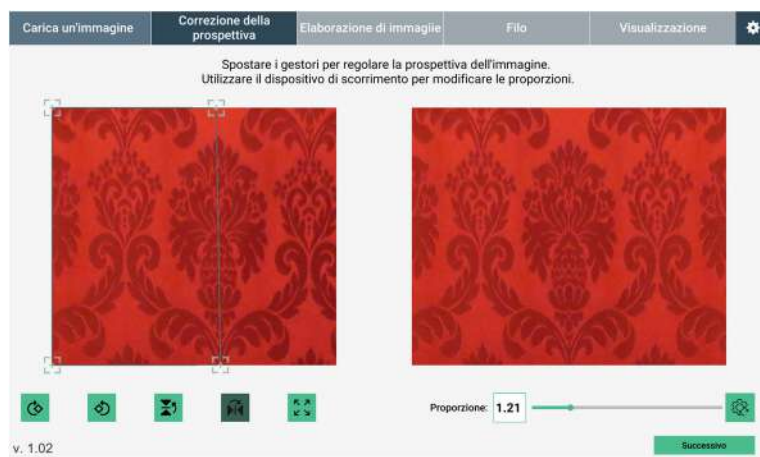 Carica un'immagine
Correzione della
prospettiva
Elaborazione di immagiie
Filo
Visualizzazione
Spostare i gestori per regolare la prospettiva dell'immagine.
Utilizzare il dispositivo di scorrimento per modificare le proporzioni.
Proporzione:
1.21
v. 1.02
Successivo